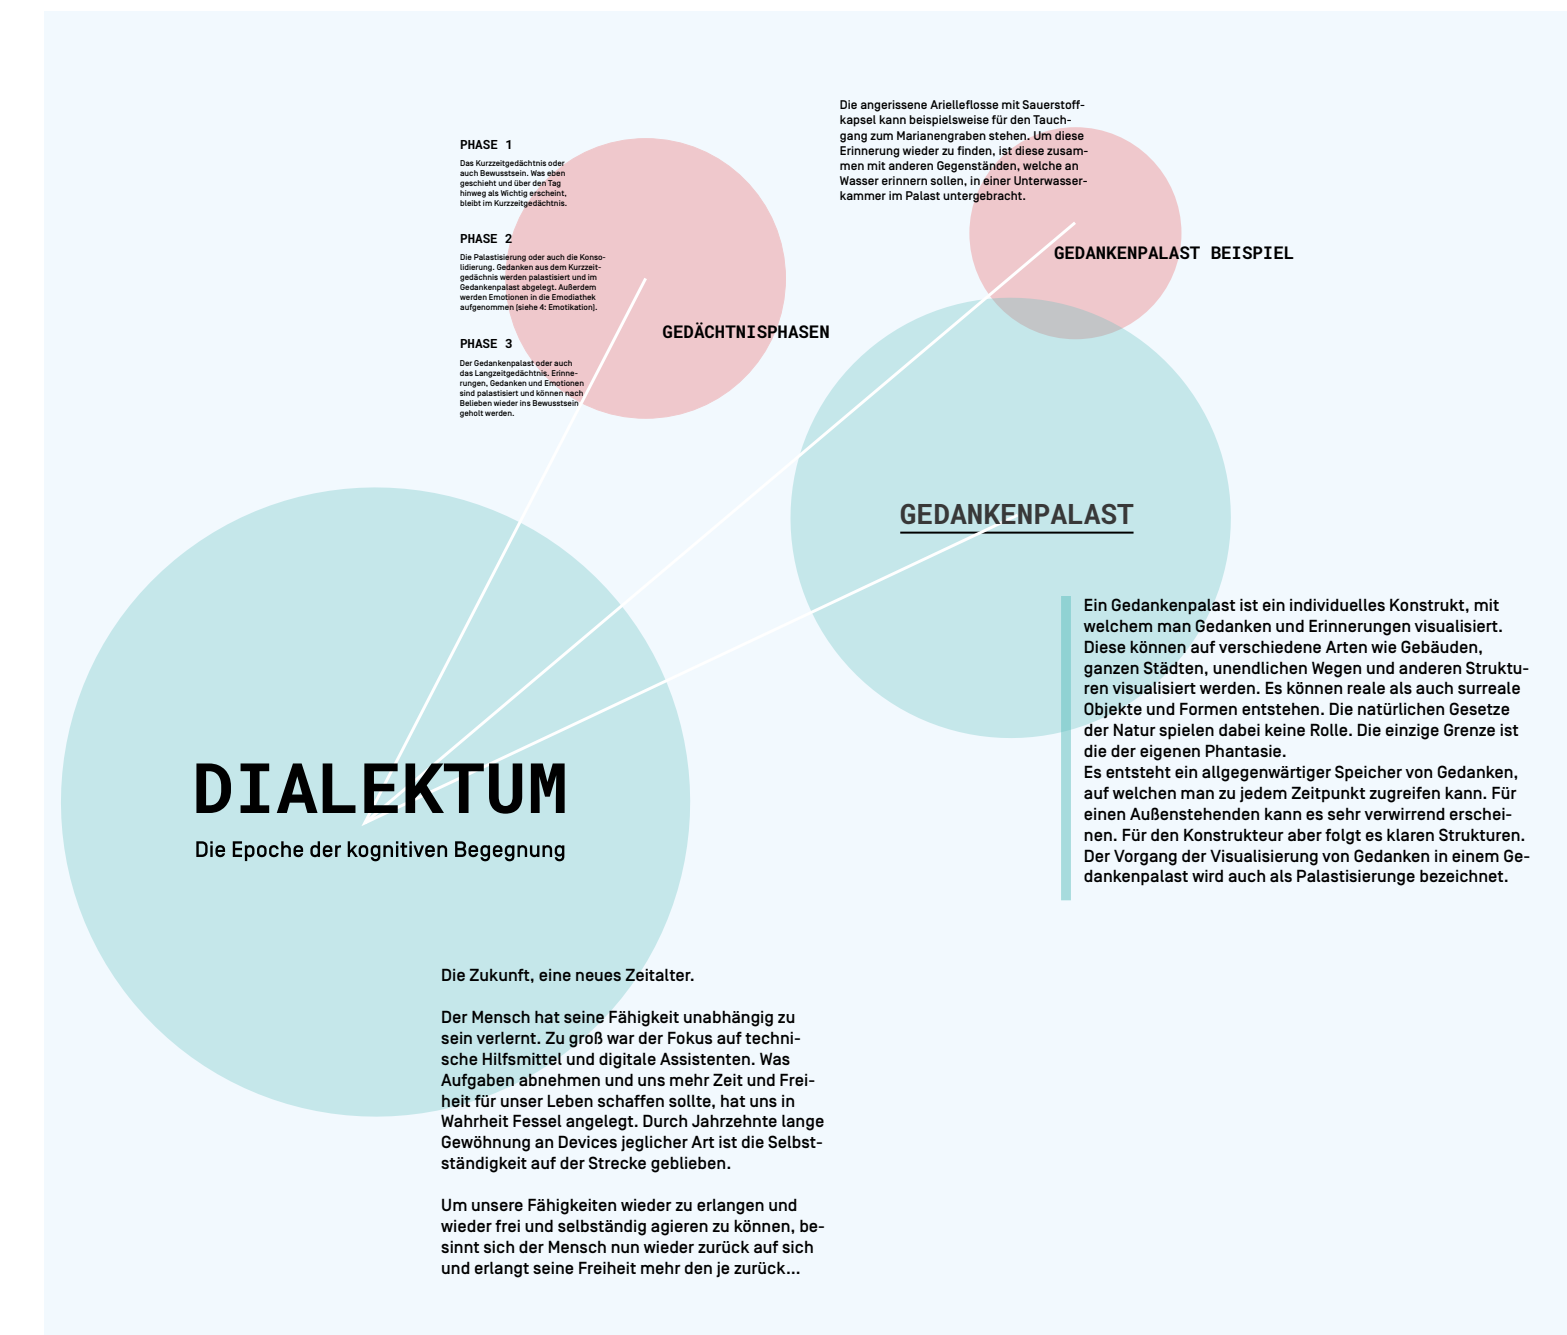 PHASE 1
Das Kurzzeitgedächtnis oder
auch Bewusstsein. Was eben
geschieht und über den Tag
hinweg als Wichtig erscheint,
bleibt im Kurzzeitgedächtnis.
PHASE 2
Die Palastisierung oder auch die Konso-
lidierung. Gedanken aus dem Kurzzeit-
gedächnis werden palastisiert und im
Gedankenpalast abgelegt. Außerdem
werden Emotionen in die Emodiathek
aufgenommen (siehe 4: Emotikation).
PHASE 3
Der Gedankenpalast oder auch
das Langzeitgedächtnis. Erinne-
rungen, Gedanken und Emotionen
sind palastisiert und können nach
Belieben wieder ins Bewusstsein
geholt werden.
GEDÄCHTNISPHASEN
Die angerissene Arielleflosse mit Sauerstoff-
kapsel kann beispielsweise für den Tauch-
gang zum Marianengraben stehen. Um diese
Erinnerung wieder zu finden, ist diese zusam-
men mit anderen Gegenständen, welche an
Wasser erinnern sollen, in einer Unterwasser-
kammer im Palast untergebracht.
GEDANKENPALAST BEISPIEL
GEDANKENPALAST
Ein Gedankenpalast ist ein individuelles Konstrukt, mit
welchem man Gedanken und Erinnerungen visualisiert.
Diese können auf verschiedene Arten wie Gebäuden,
ganzen Städten, unendlichen Wegen und anderen Struktu-
ren visualisiert werden. Es können reale als auch surreale
Objekte und Formen entstehen. Die natürlichen Gesetze
der Natur spielen dabei keine Rolle. Die einzige Grenze ist
die der eigenen Phantasie.
Es entsteht ein allgegenwärtiger Speicher von Gedanken,
auf welchen man zu jedem Zeitpunkt zugreifen kann. Für
einen Außenstehenden kann es sehr verwirrend erschei-
nen. Für den Konstrukteur aber folgt es klaren Strukturen.
Der Vorgang der Visualisierung von Gedanken in einem Ge-
dankenpalast wird auch als Palastisierunge bezeichnet.
DIALEKTUM
Die Epoche der kognitiven Begegnung
Die Zukunft, eine neues Zeitalter.
Der Mensch hat seine Fähigkeit unabhängig zu
sein verlernt. Zu groß war der Fokus auf techni-
sche Hilfsmittel und digitale Assistenten. Was
Aufgaben abnehmen und uns mehr Zeit und Frei-
heit für unser Leben schaffen sollte, hat uns in
Wahrheit Fessel angelegt. Durch Jahrzehnte lange
Gewöhnung an Devices jeglicher Art ist die Selbst-
ständigkeit auf der Strecke geblieben.
Um unsere Fähigkeiten wieder zu erlangen und
wieder frei und selbständig agieren zu können, be-
sinnt sich der Mensch nun wieder zurück auf sich
und erlangt seine Freiheit mehr den je zurück...